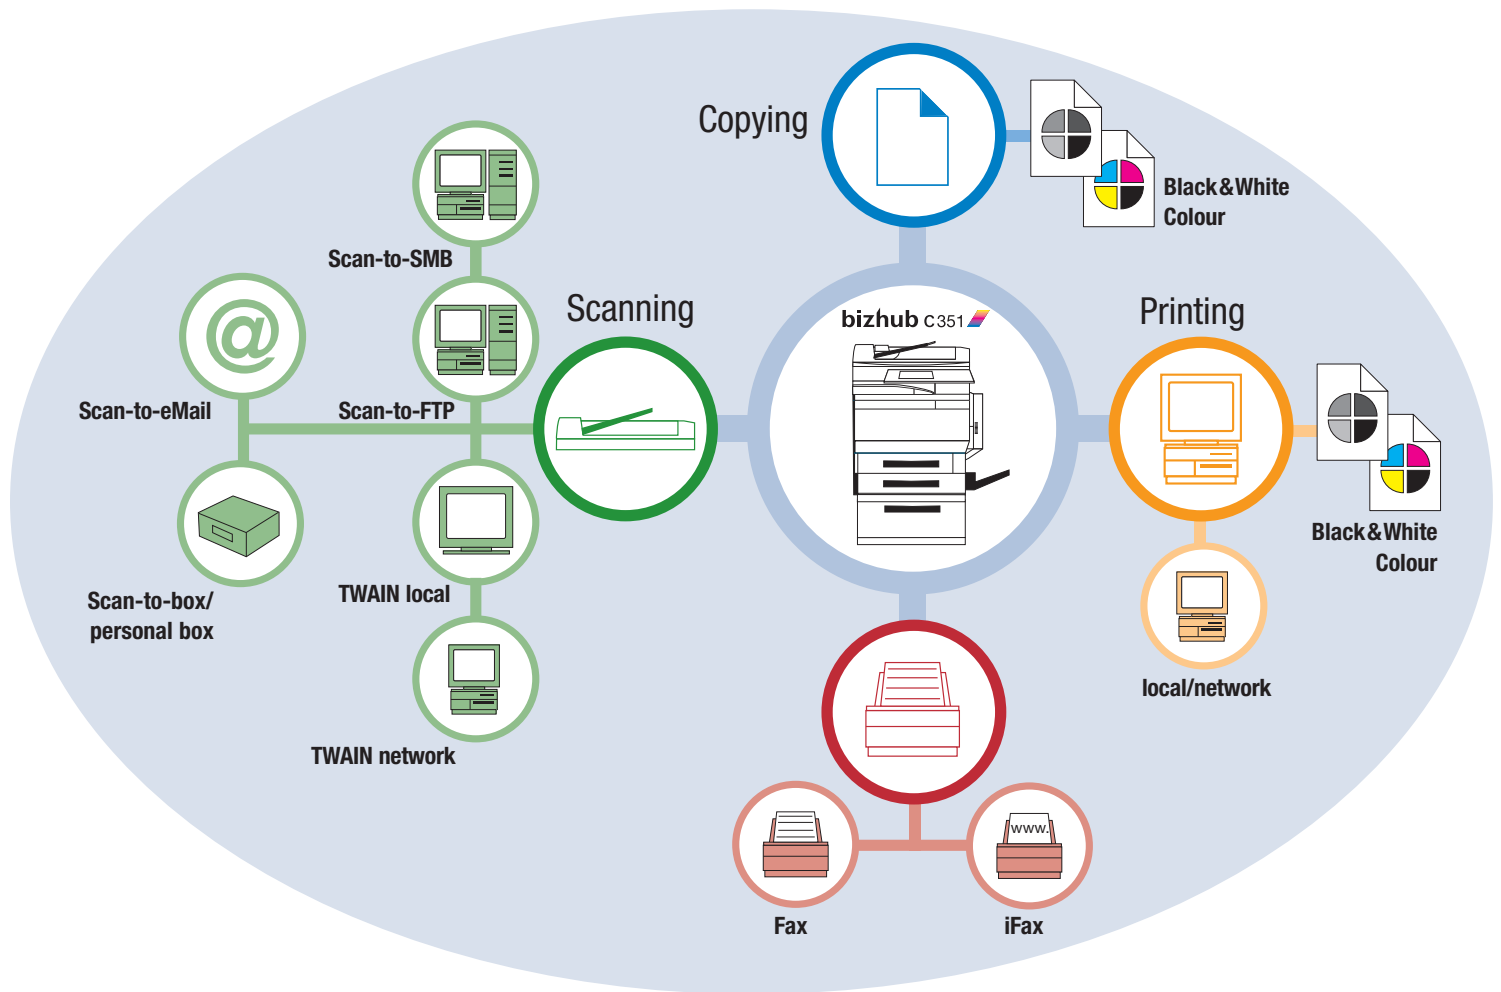 Copying
Black&White
Colour
Scan-to-SMB
Scanning
bizhub C351
Printing
@
Scan-to-eMail
Scan-to-FTP
Black&White
Colour
Scan-to-box/
personal box
TWAIN local
local/network
TWAIN network
www.
Fax
iFax